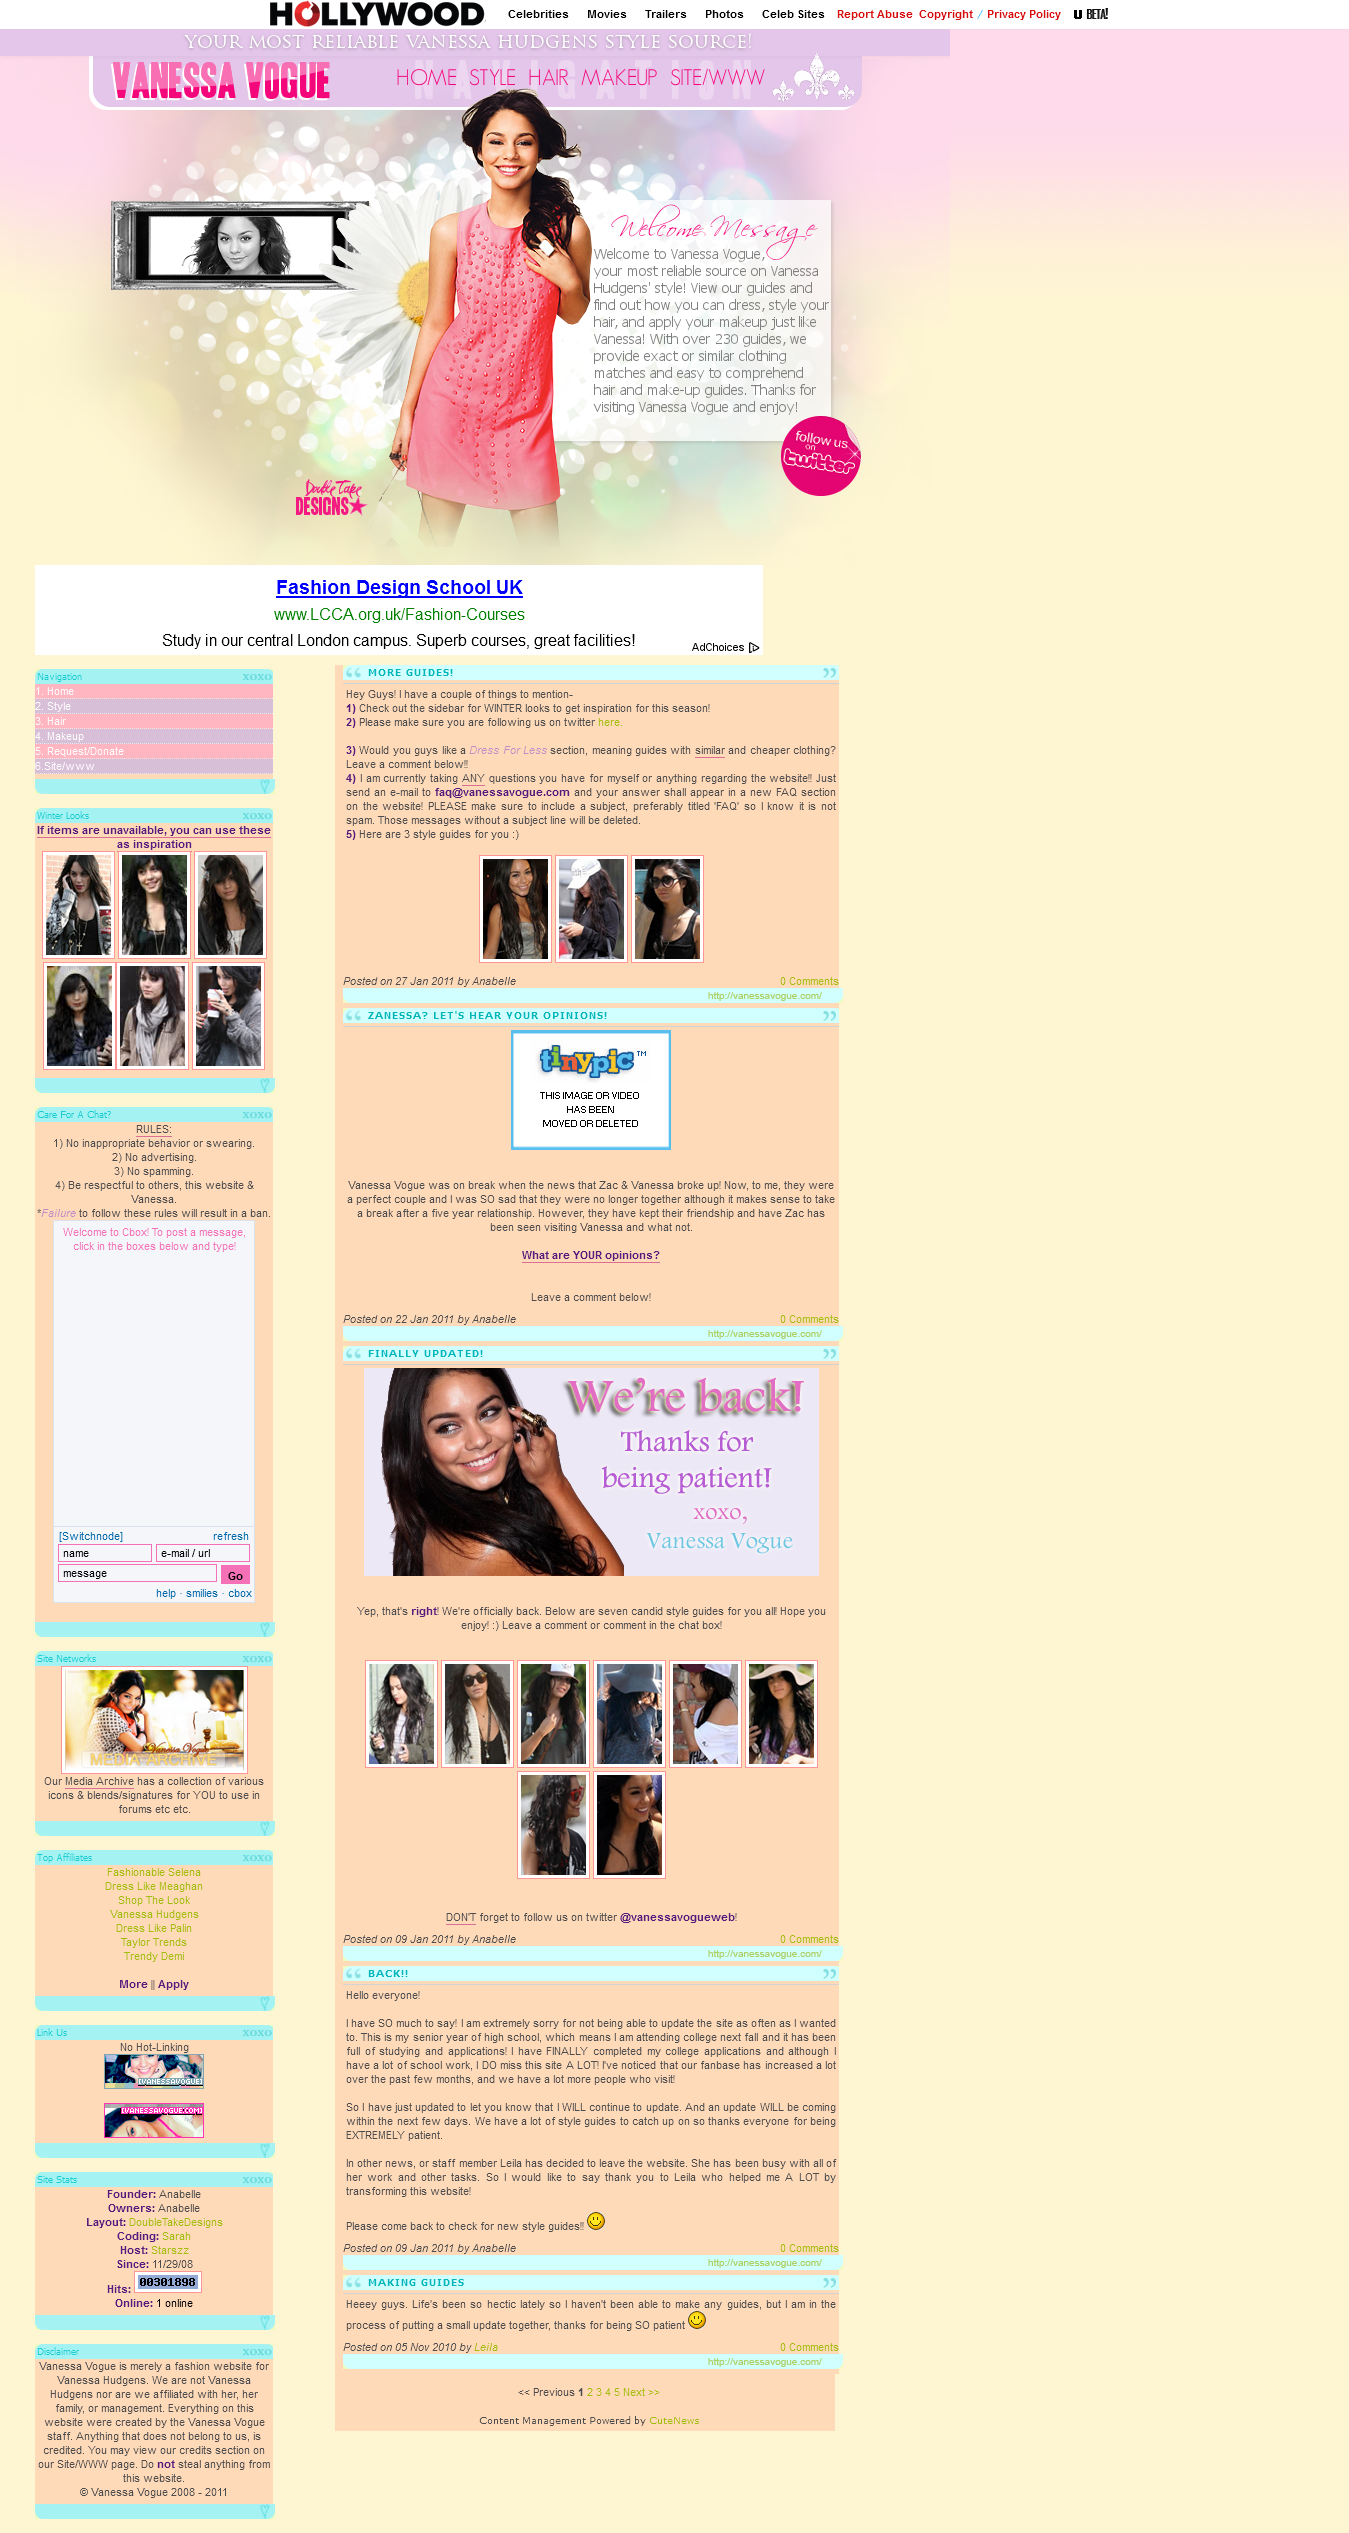 HOLLYWOOD
Celebrities Movies Trailers Photos Celeb Sites Report Abuse Copyright / Privacy Policy U BETA!
YOUR MOST RELIABLE VANESSA HUDGENS STYLE SOURCE!
NAVIGATION
VANESSA VOGUE HOME STYLE HAIR MAKEUP SITE/WWW
Welcome Message
Welcome to Vanessa Vogue,
your most reliable source on Vanessa
Hudgens' style! View our guides and
find out how you can dress, style your
hair, and apply your makeup just like
Vanessa! With over 230 guides, we
provide exact or similar clothing
matches and easy to comprehend
hair and make-up guides. Thanks for
visiting Vanessa Vogue and enjoy!
follow us
on
twitter
Double Take
DESIGNS
Fashion Design School UK
www.LCCA.org.uk/Fashion-Courses
Study in our central London campus. Superb courses, great facilities!
AdChoices
Navigation xoxo
1. Home
2. Style
3. Hair
4. Makeup
5. Request/Donate
6.Site/www
Winter Looks xoxo
If items are unavailable, you can use these
as inspiration
Care For A Chat? xoxo
RULES:
1) No inappropriate behavior or swearing.
2) No advertising.
3) No spamming.
4) Be respectful to others, this website &
Vanessa.
*Failure to follow these rules will result in a ban.
Welcome to Cbox! To post a message,
click in the boxes below and type!
[Switchnode] refresh
name e-mail / url
message Go
help · smilies · cbox
Site Networks xoxo
Vanessa Vogue
MEDIA ARCHIVE
Our Media Archive has a collection of various
icons & blends/signatures for YOU to use in
forums etc etc.
Top Affiliates xoxo
Fashionable Selena
Dress Like Meaghan
Shop The Look
Vanessa Hudgens
Dress Like Palin
Taylor Trends
Trendy Demi
More || Apply
Link Us xoxo
No Hot-Linking
[VANESSAVOGUE]
[VANESSAVOGUE.COM]
Site Stats xoxo
Founder: Anabelle
Owners: Anabelle
Layout: DoubleTakeDesigns
Coding: Sarah
Host: Starszz
Since: 11/29/08
Hits: 00301898
Online: 1 online
Disclaimer xoxo
Vanessa Vogue is merely a fashion website for
Vanessa Hudgens. We are not Vanessa
Hudgens nor are we affiliated with her, her
family, or management. Everything on this
website were created by the Vanessa Vogue
staff. Anything that does not belong to us, is
credited. You may view our credits section on
our Site/WWW page. Do not steal anything from
this website.
© Vanessa Vogue 2008 - 2011
MORE GUIDES!
Hey Guys! I have a couple of things to mention-
1) Check out the sidebar for WINTER looks to get inspiration for this season!
2) Please make sure you are following us on twitter here.
3) Would you guys like a Dress For Less section, meaning guides with similar and cheaper clothing?
Leave a comment below!!
4) I am currently taking ANY questions you have for myself or anything regarding the website!! Just
send an e-mail to faq@vanessavogue.com and your answer shall appear in a new FAQ section
on the website! PLEASE make sure to include a subject, preferably titled 'FAQ' so I know it is not
spam. Those messages without a subject line will be deleted.
5) Here are 3 style guides for you :)
Posted on 27 Jan 2011 by Anabelle 0 Comments
http://vanessavogue.com/
ZANESSA? LET'S HEAR YOUR OPINIONS!
tinypic TM
THIS IMAGE OR VIDEO
HAS BEEN
MOVED OR DELETED
Vanessa Vogue was on break when the news that Zac & Vanessa broke up! Now, to me, they were
a perfect couple and I was SO sad that they were no longer together although it makes sense to take
a break after a five year relationship. However, they have kept their friendship and have Zac has
been seen visiting Vanessa and what not.
What are YOUR opinions?
Leave a comment below!
Posted on 22 Jan 2011 by Anabelle 0 Comments
http://vanessavogue.com/
FINALLY UPDATED!
We're back!
Thanks for
being patient!
xoxo,
Vanessa Vogue
Yep, that's right! We're officially back. Below are seven candid style guides for you all! Hope you
enjoy! :) Leave a comment or comment in the chat box!
DON'T forget to follow us on twitter @vanessavogueweb!
Posted on 09 Jan 2011 by Anabelle 0 Comments
http://vanessavogue.com/
BACK!!
Hello everyone!
I have SO much to say! I am extremely sorry for not being able to update the site as often as I wanted
to. This is my senior year of high school, which means I am attending college next fall and it has been
full of studying and applications! I have FINALLY completed my college applications and although I
have a lot of school work, I DO miss this site A LOT! I've noticed that our fanbase has increased a lot
over the past few months, and we have a lot more people who visit!
So I have just updated to let you know that I WILL continue to update. And an update WILL be coming
within the next few days. We have a lot of style guides to catch up on so thanks everyone for being
EXTREMELY patient.
In other news, or staff member Leila has decided to leave the website. She has been busy with all of
her work and other tasks. So I would like to say thank you to Leila who helped me A LOT by
transforming this website!
Please come back to check for new style guides!!
Posted on 09 Jan 2011 by Anabelle 0 Comments
http://vanessavogue.com/
MAKING GUIDES
Heeey guys. Life's been so hectic lately so I haven't been able to make any guides, but I am in the
process of putting a small update together, thanks for being SO patient
Posted on 05 Nov 2010 by Leila 0 Comments
http://vanessavogue.com/
<< Previous 1 2 3 4 5 Next >>
Content Management Powered by CuteNews